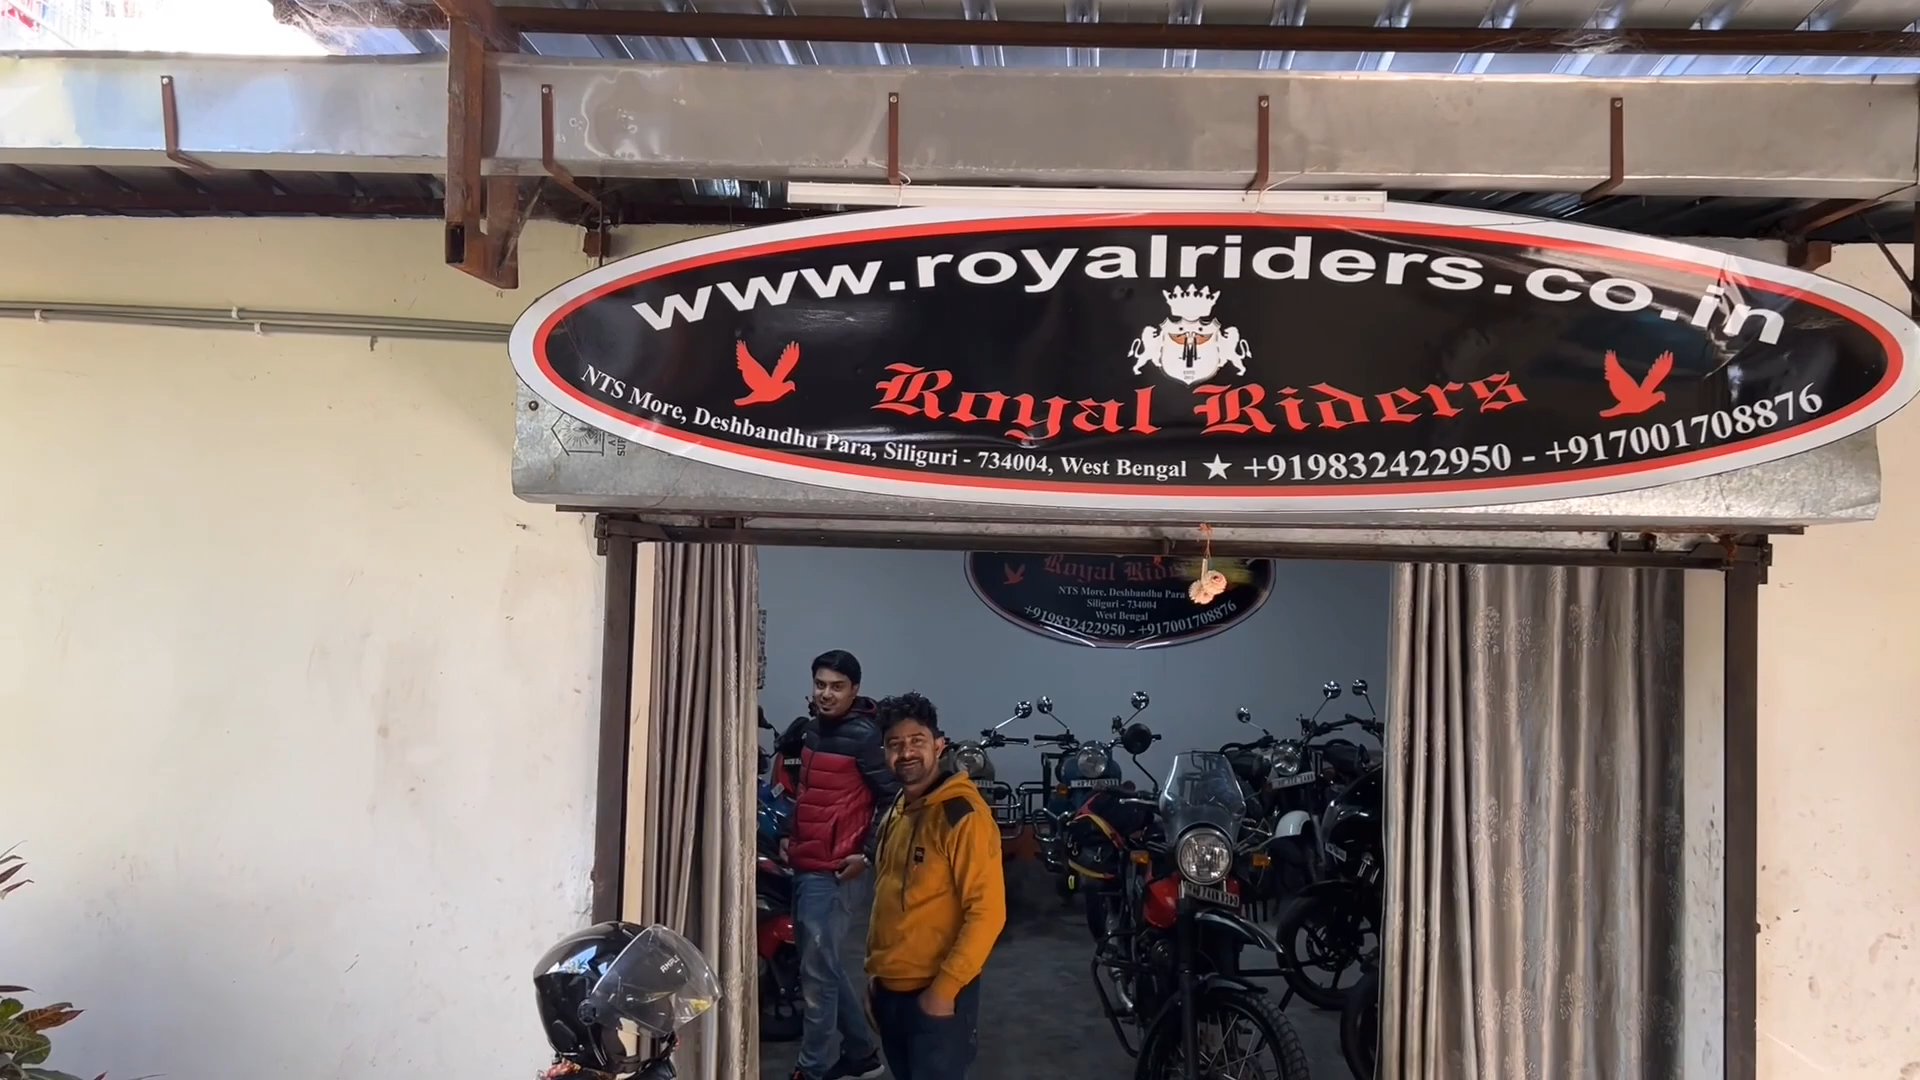 www.royalriders.co.in
Royal Riders
NTS More, Deshbandhu Para, Siliguri - 734004, West Bengal ★ +919832422950 - +917001708876
Royal
NTS More, Deshbandhu Para
Siliguri - 734004
West Bengal
+919832422950 - +917001708876
AMPLE